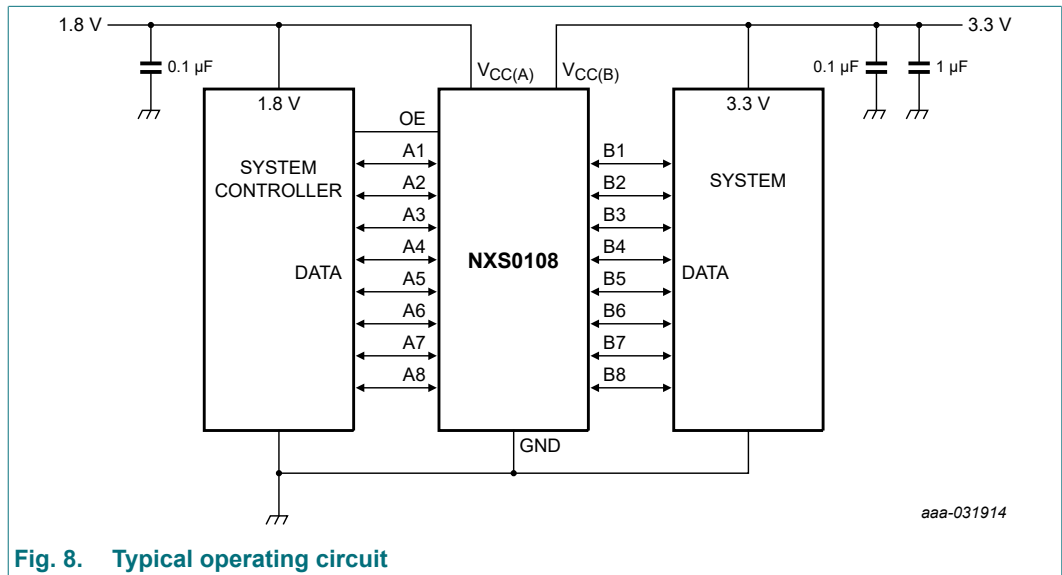 1.8 V
3.3 V
0.1 µF
VCC(A)
VCC(B)
0.1 µF
1 µF
1.8 V
3.3 V
OE
A1
B1
SYSTEM
CONTROLLER
SYSTEM
A2
B2
A3
B3
A4
B4
NXS0108
DATA
DATA
A5
B5
A6
B6
A7
B7
A8
B8
GND
aaa-031914
Fig. 8. Typical operating circuit